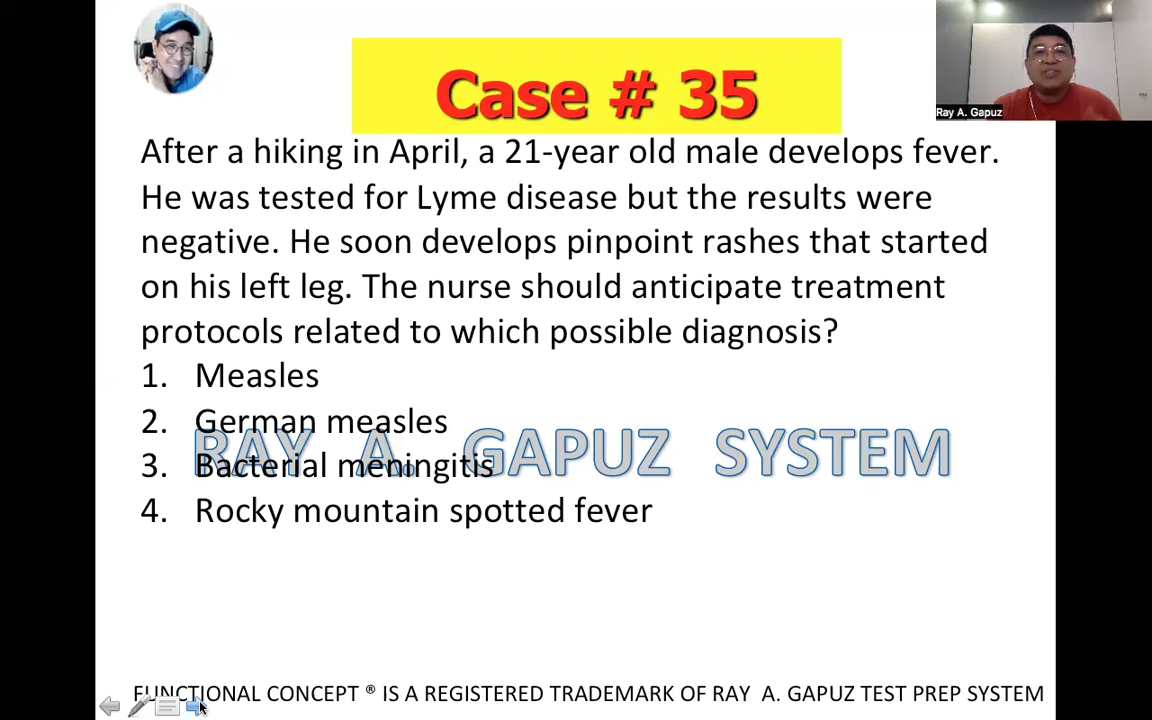 Case # 35
Ray A. Gapuz
After a hiking in April, a 21-year old male develops fever.
He was tested for Lyme disease but the results were
negative. He soon develops pinpoint rashes that started
on his left leg. The nurse should anticipate treatment
protocols related to which possible diagnosis?
1. Measles
2. German measles
RAY A. GAPUZ SYSTEM
3. Bacterial meningitis
4. Rocky mountain spotted fever
FUNCTIONAL CONCEPT ® IS A REGISTERED TRADEMARK OF RAY A. GAPUZ TEST PREP SYSTEM